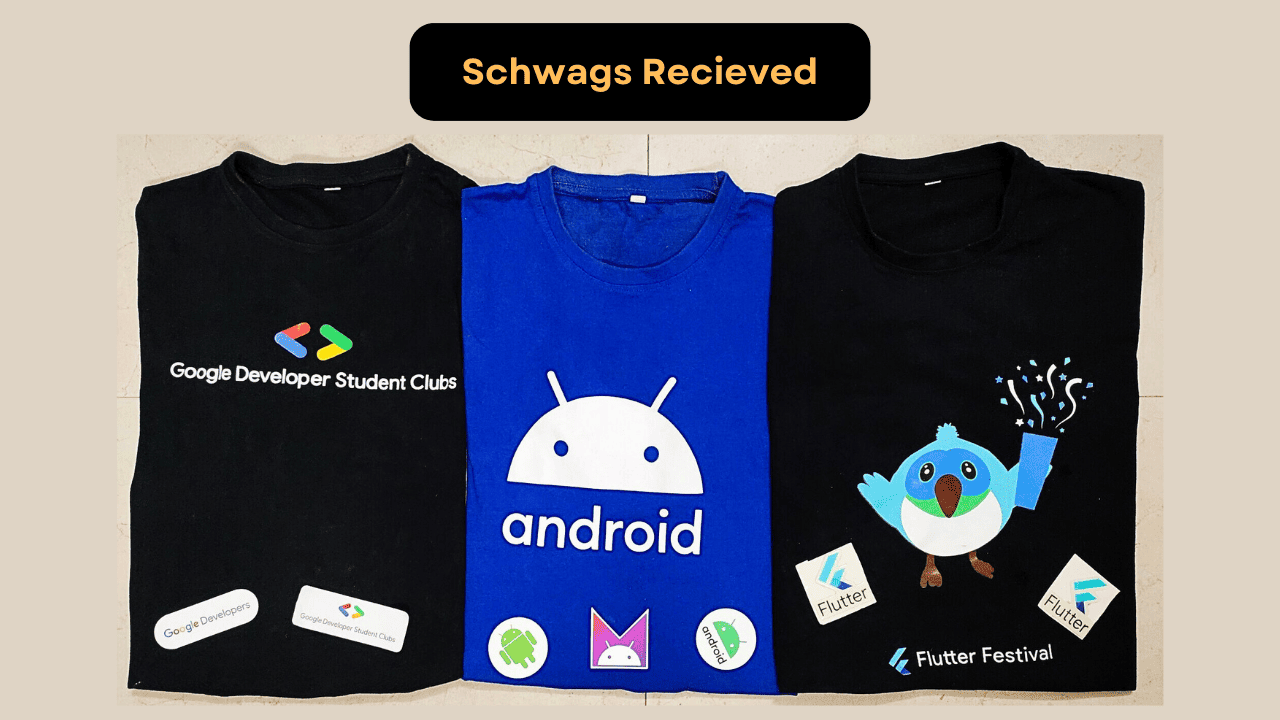 Schwags Recieved
Google Developer Student Clubs
Google Developers
Google Developer Student Clubs
android
android
Flutter
Flutter
Flutter Festival